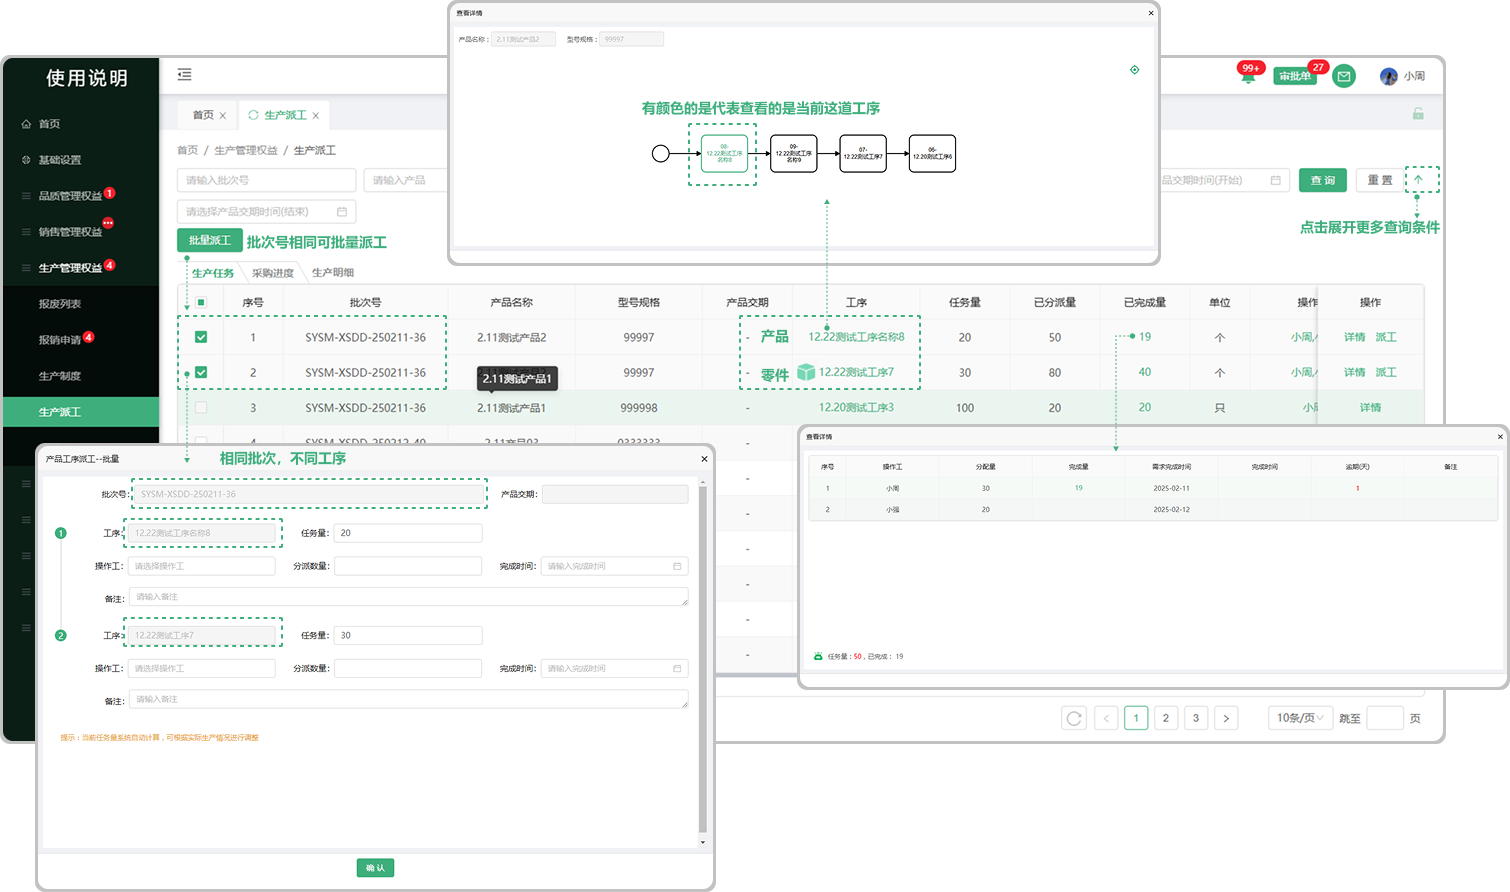 查看详情
产品名称：
2.11测试产品2
型号规格：
99997
有颜色的是代表查看的是当前这道工序
08-
12.22测试工序
名称8
09-
12.22测试工序
名称9
07-
12.22测试工序7
06-
12.20测试工序6
使用说明
首页
基础设置
品质管理权益
1
销售管理权益
生产管理权益
4
报废列表
报销申请
4
生产制度
生产派工
99+
审批单
27
小周
首页
生产派工
首页 / 生产管理权益 / 生产派工
请输入批次号
请输入产品
品交期时间(开始)
查 询
重 置
请选择产品交期时间(结束)
点击展开更多查询条件
批量派工
批次号相同可批量派工
生产任务
采购进度
生产明细
序号 批次号 产品名称 型号规格 产品交期 工序 任务量 已分派量 已完成量 单位 操作 操作
1 SYSM-XSDD-250211-36 2.11测试产品2 99997 - 产品 12.22测试工序名称8 20 50 19 个 小周, 详情 派工
2 SYSM-XSDD-250211-36 99997 - 零件 12.22测试工序7 30 80 40 个 小周, 详情 派工
2.11测试产品1
3 SYSM-XSDD-250211-36 2.11测试产品1 999998 - 12.20测试工序3 100 20 20 只 详情
-
-
-
-
-
-
-
产品工序派工--批量
相同批次，不同工序
批次号:
SYSM-XSDD-250211-36
产品交期:
1
工序:
12.22测试工序名称8
任务量:
20
操作工:
请选择操作工
分派数量:
完成时间:
请输入完成时间
备注:
请输入备注
2
工序:
12.22测试工序7
任务量:
30
操作工:
请选择操作工
分派数量:
完成时间:
请输入完成时间
备注:
请输入备注
提示：当前任务量系统自动计算，可根据实际生产情况进行调整
确 认
查看详情
序号 操作工 分配量 完成量 需求完成时间 完成时间 逾期(天) 备注
1 小周 30 19 2025-02-11 1
2 小强 20 2025-02-12
任务量：50，已完成： 19
1
2
3
10条/页
跳至
页